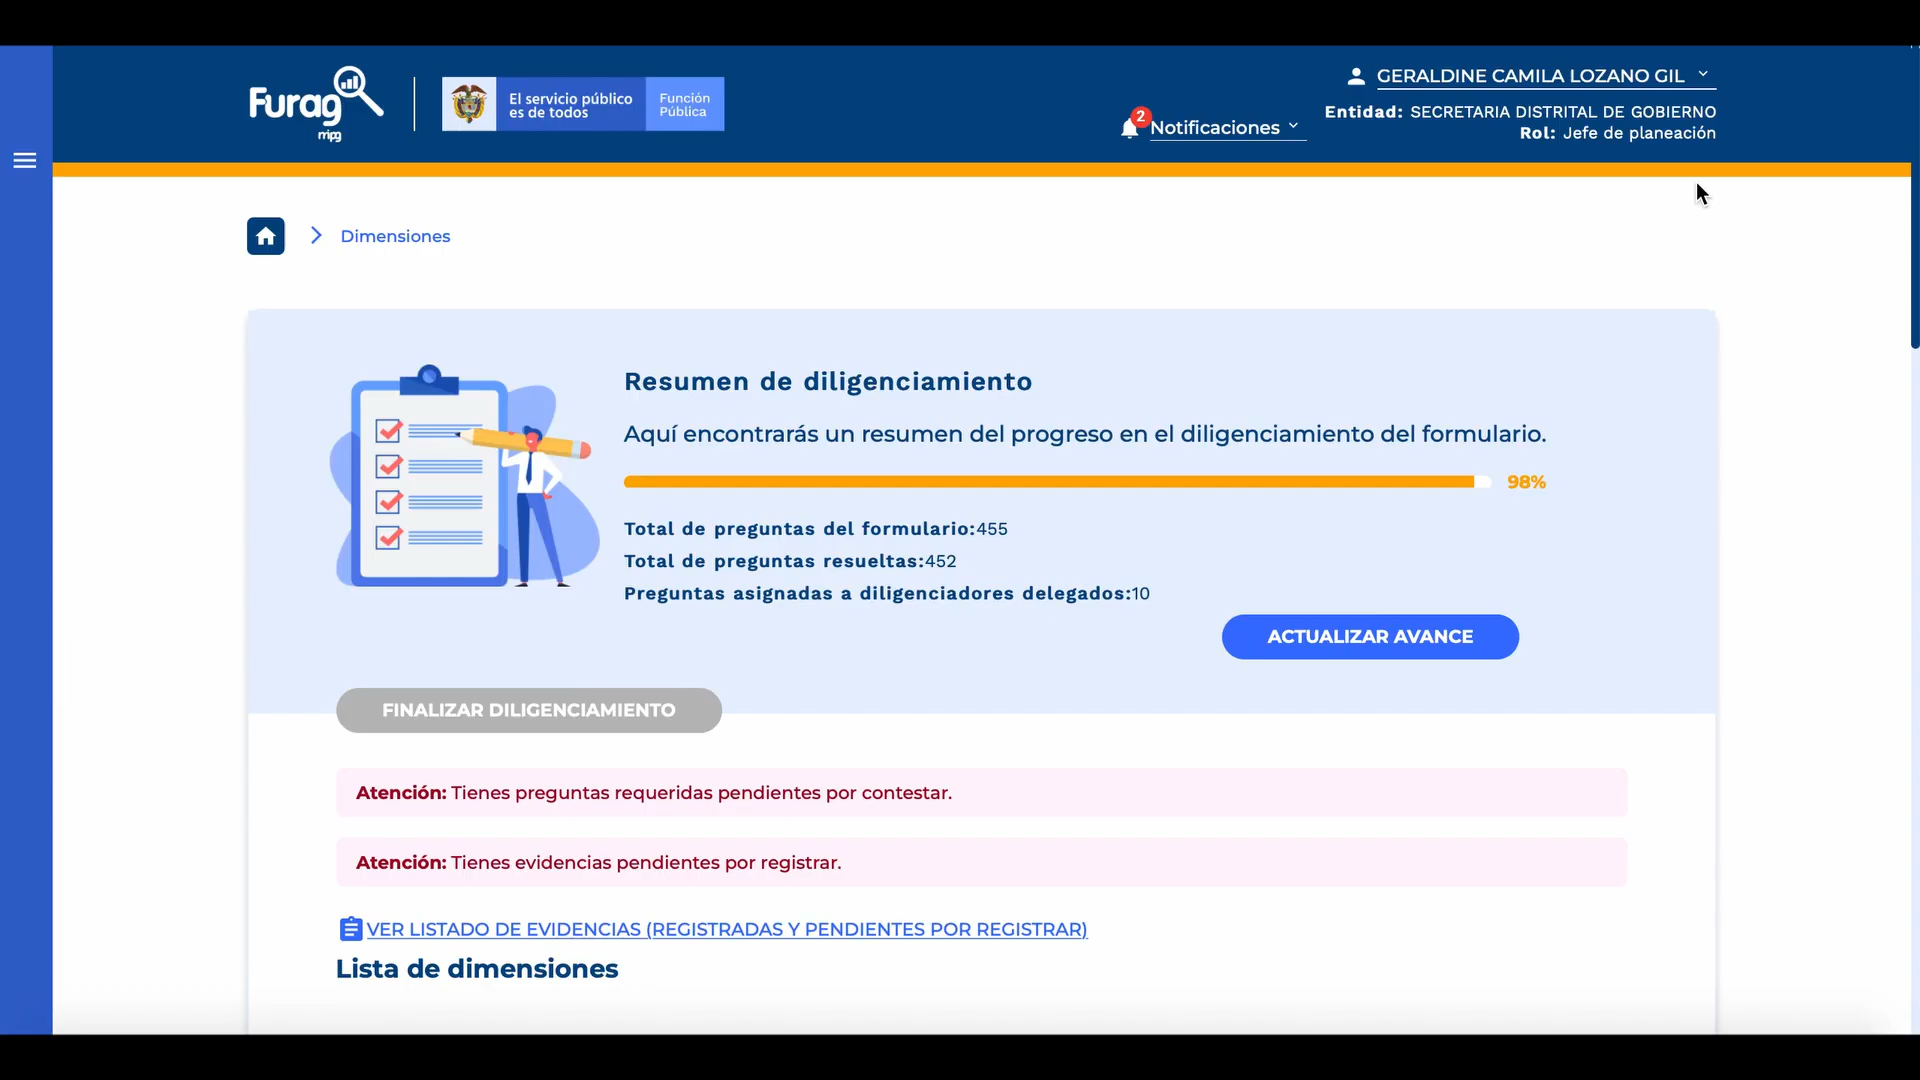 Furag
mipg
El servicio público
es de todos
Función
Pública
2
Notificaciones
GERALDINE CAMILA LOZANO GIL
Entidad: SECRETARIA DISTRITAL DE GOBIERNO
Rol: Jefe de planeación
Dimensiones
Resumen de diligenciamiento
Aquí encontrarás un resumen del progreso en el diligenciamiento del formulario.
98%
Total de preguntas del formulario:455
Total de preguntas resueltas:452
Preguntas asignadas a diligenciadores delegados:10
ACTUALIZAR AVANCE
FINALIZAR DILIGENCIAMIENTO
Atención: Tienes preguntas requeridas pendientes por contestar.
Atención: Tienes evidencias pendientes por registrar.
VER LISTADO DE EVIDENCIAS (REGISTRADAS Y PENDIENTES POR REGISTRAR)
Lista de dimensiones